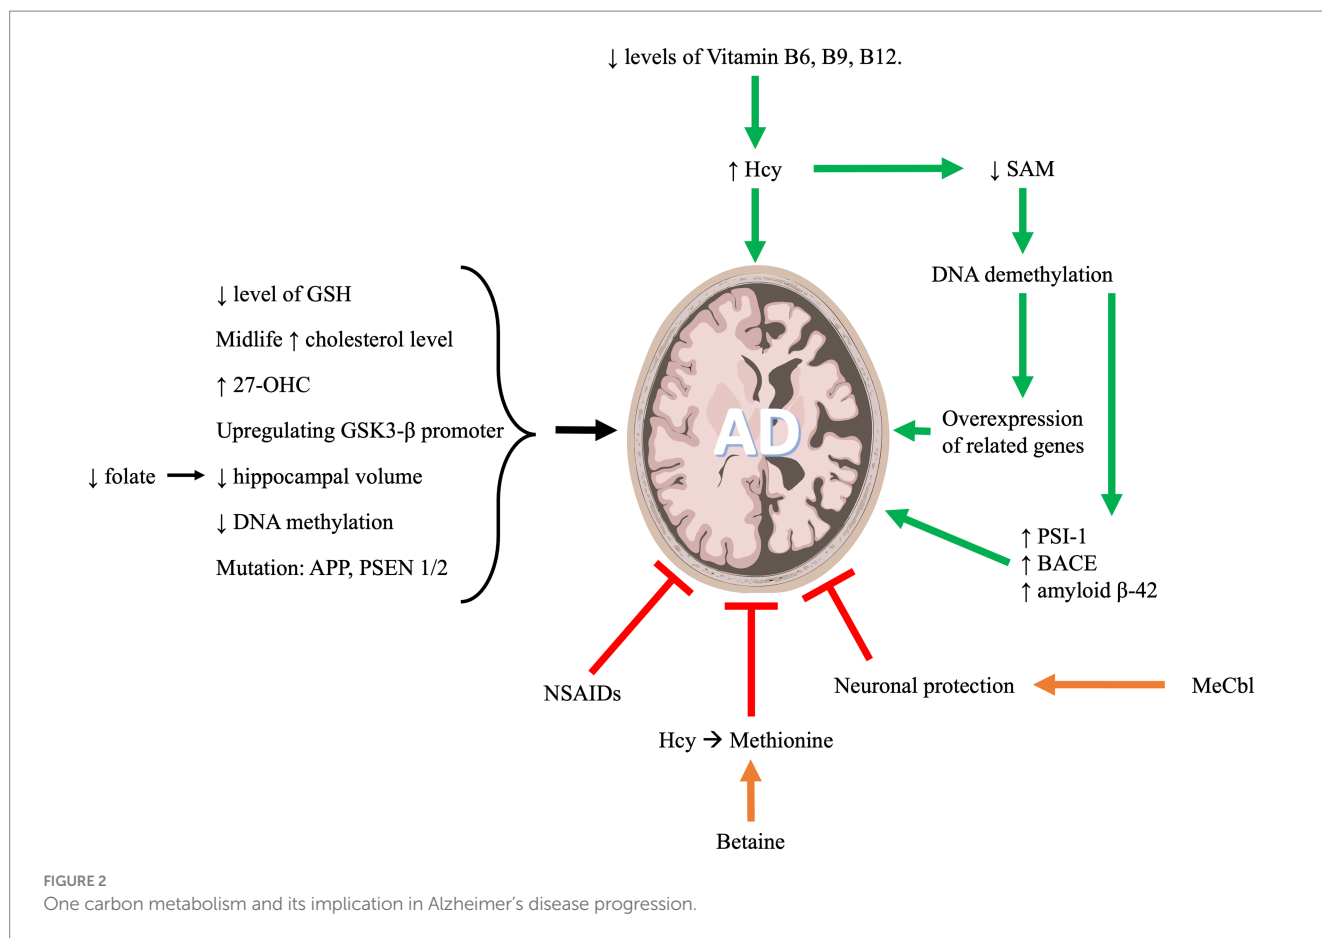 ↓ levels of Vitamin B6, B9, B12.
↑ Hcy
↓ SAM
DNA demethylation
↓ level of GSH
Midlife ↑ cholesterol level
↑ 27-OHC
Upregulating GSK3-β promoter
↓ folate → ↓ hippocampal volume
↓ DNA methylation
Mutation: APP, PSEN 1/2
AD
Overexpression
of related genes
↑ PSI-1
↑ BACE
↑ amyloid β-42
NSAIDs
Neuronal protection
MeCbl
Hcy → Methionine
Betaine
FIGURE 2
One carbon metabolism and its implication in Alzheimer’s disease progression.